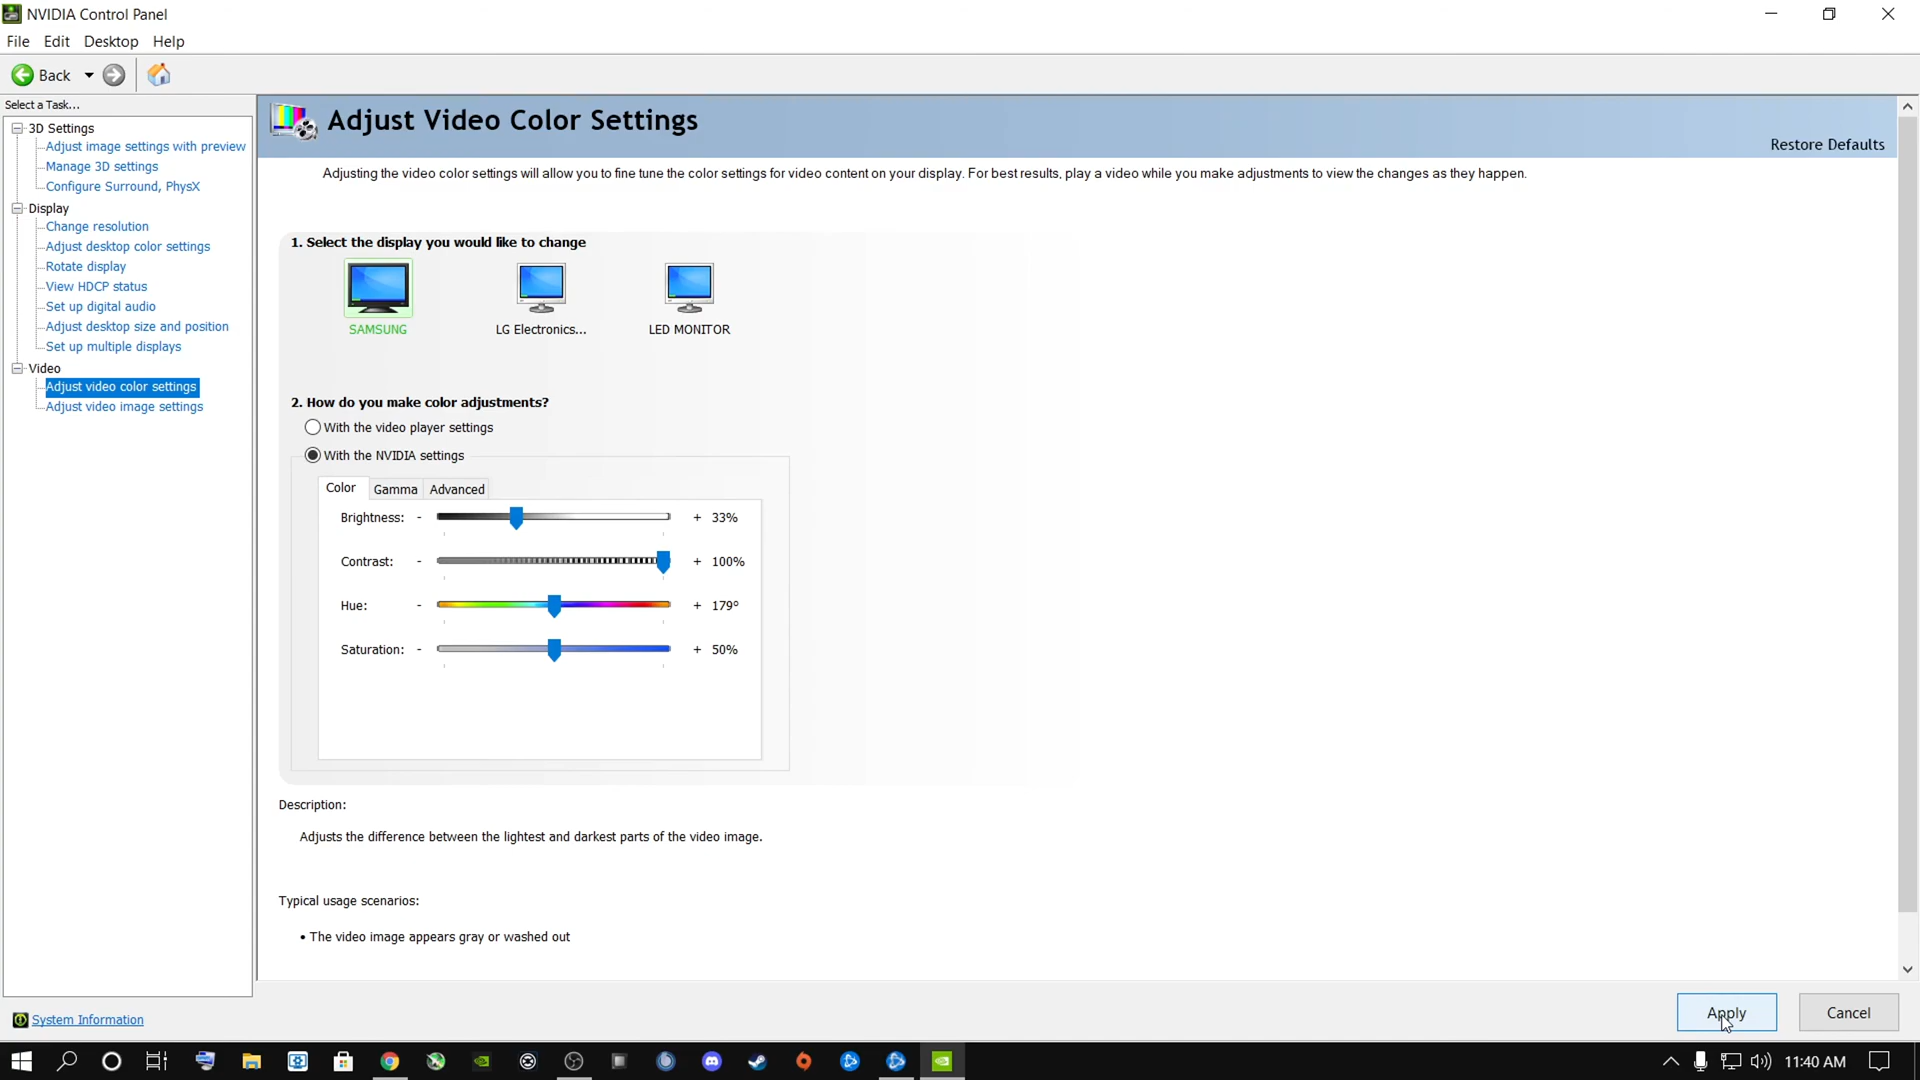 NVIDIA Control Panel
File Edit Desktop Help
Back
Select a Task...
3D Settings
Adjust image settings with preview
Manage 3D settings
Configure Surround, PhysX
Display
Change resolution
Adjust desktop color settings
Rotate display
View HDCP status
Set up digital audio
Adjust desktop size and position
Set up multiple displays
Video
Adjust video color settings
Adjust video image settings
System Information
Adjust Video Color Settings
Restore Defaults
Adjusting the video color settings will allow you to fine tune the color settings for video content on your display. For best results, play a video while you make adjustments to view the changes as they happen.
1. Select the display you would like to change
SAMSUNG LG Electronics... LED MONITOR
2. How do you make color adjustments?
With the video player settings
With the NVIDIA settings
Color Gamma Advanced
Brightness: - + 33%
Contrast: - + 100%
Hue: - + 179°
Saturation: - + 50%
Description:
Adjusts the difference between the lightest and darkest parts of the video image.
Typical usage scenarios:
• The video image appears gray or washed out
Apply Cancel
11:40 AM